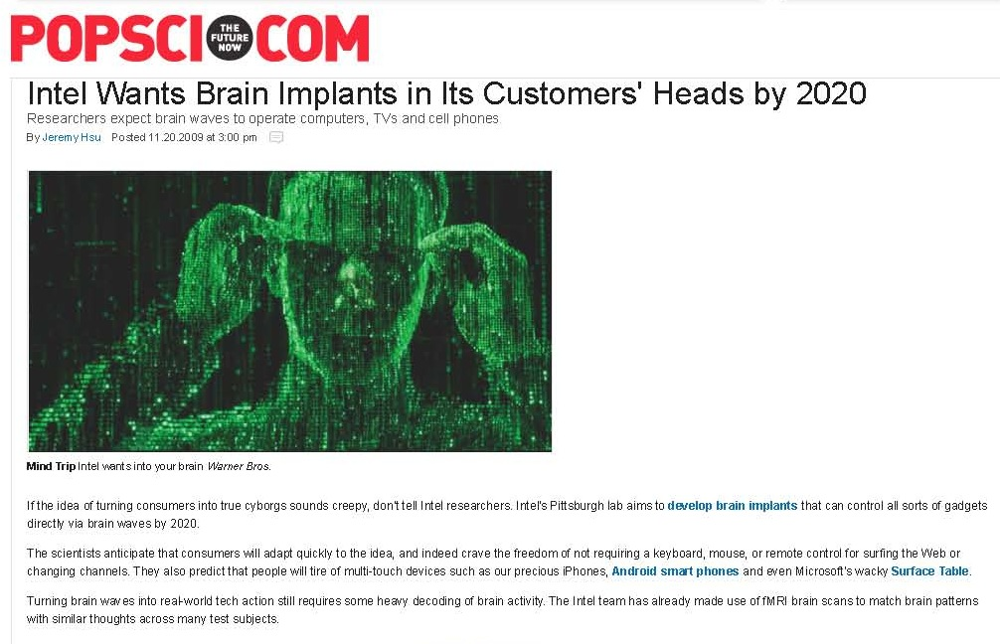 POPSCI THE FUTURE NOW COM
Intel Wants Brain Implants in Its Customers' Heads by 2020
Researchers expect brain waves to operate computers, TVs and cell phones
By Jeremy Hsu Posted 11.20.2009 at 3:00 pm
Mind Trip Intel wants into your brain Warner Bros.
If the idea of turning consumers into true cyborgs sounds creepy, don't tell Intel researchers. Intel's Pittsburgh lab aims to develop brain implants that can control all sorts of gadgets
directly via brain waves by 2020.
The scientists anticipate that consumers will adapt quickly to the idea, and indeed crave the freedom of not requiring a keyboard, mouse, or remote control for surfing the Web or
changing channels. They also predict that people will tire of multi-touch devices such as our precious iPhones, Android smart phones and even Microsoft's wacky Surface Table.
Turning brain waves into real-world tech action still requires some heavy decoding of brain activity. The Intel team has already made use of fMRI brain scans to match brain patterns
with similar thoughts across many test subjects.